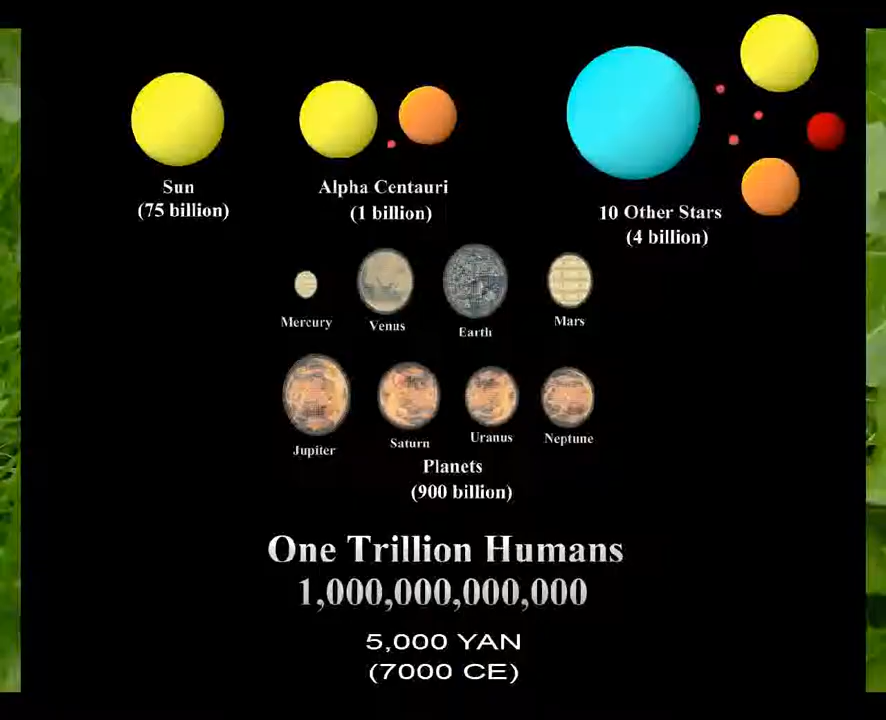 Sun
(75 billion)
Alpha Centauri
(1 billion)
10 Other Stars
(4 billion)
Mercury
Venus
Earth
Mars
Jupiter
Saturn
Uranus
Neptune
Planets
(900 billion)
One Trillion Humans
1,000,000,000,000
5,000 YAN
(7000 CE)